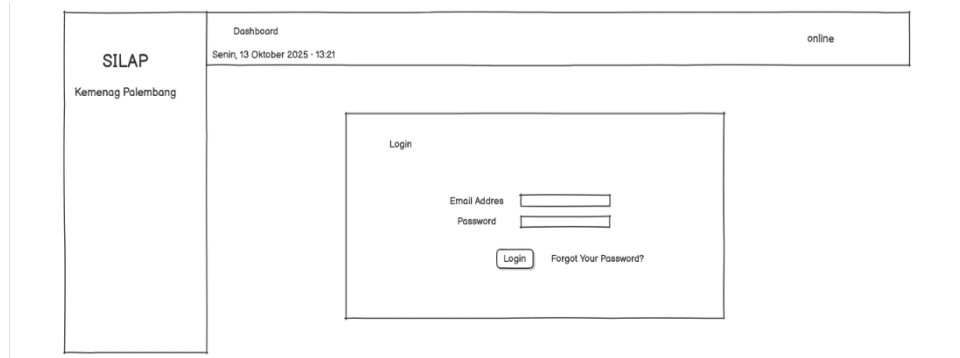 SILAP
Kemenag Palembang
Dashboard
Senin, 13 Oktober 2025 - 13:21
online
Login
Email Addres
Password
Login
Forgot Your Password?